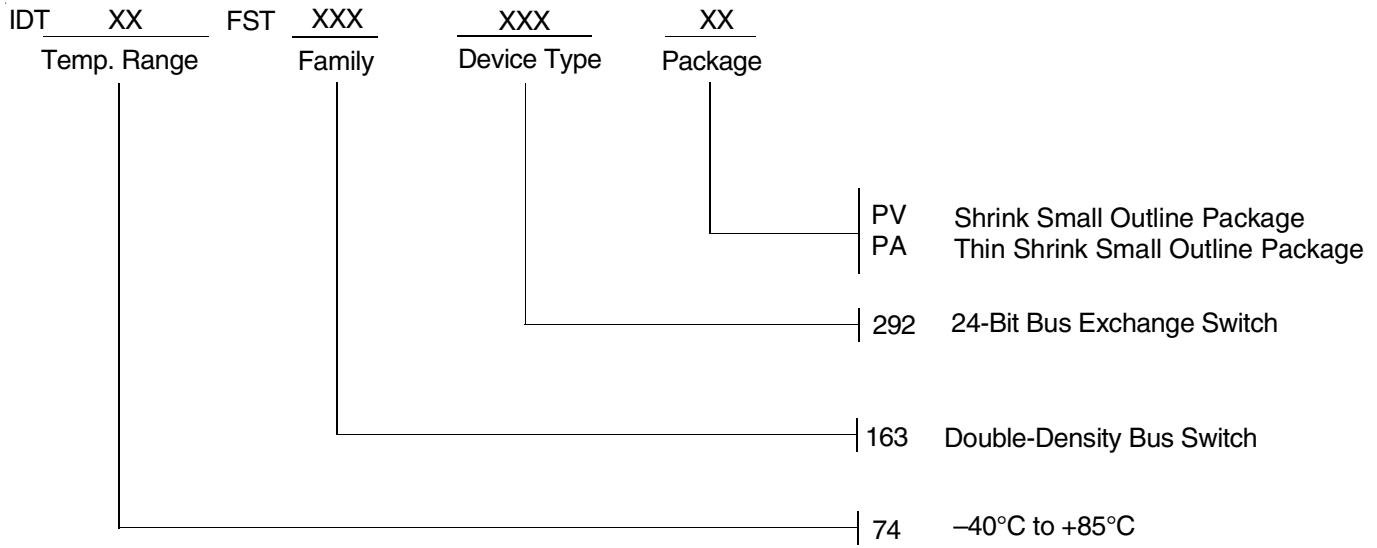 IDT XX FST XXX XXX XX
Temp. Range Family Device Type Package
PV Shrink Small Outline Package
PA Thin Shrink Small Outline Package
292 24-Bit Bus Exchange Switch
163 Double-Density Bus Switch
74 –40°C to +85°C